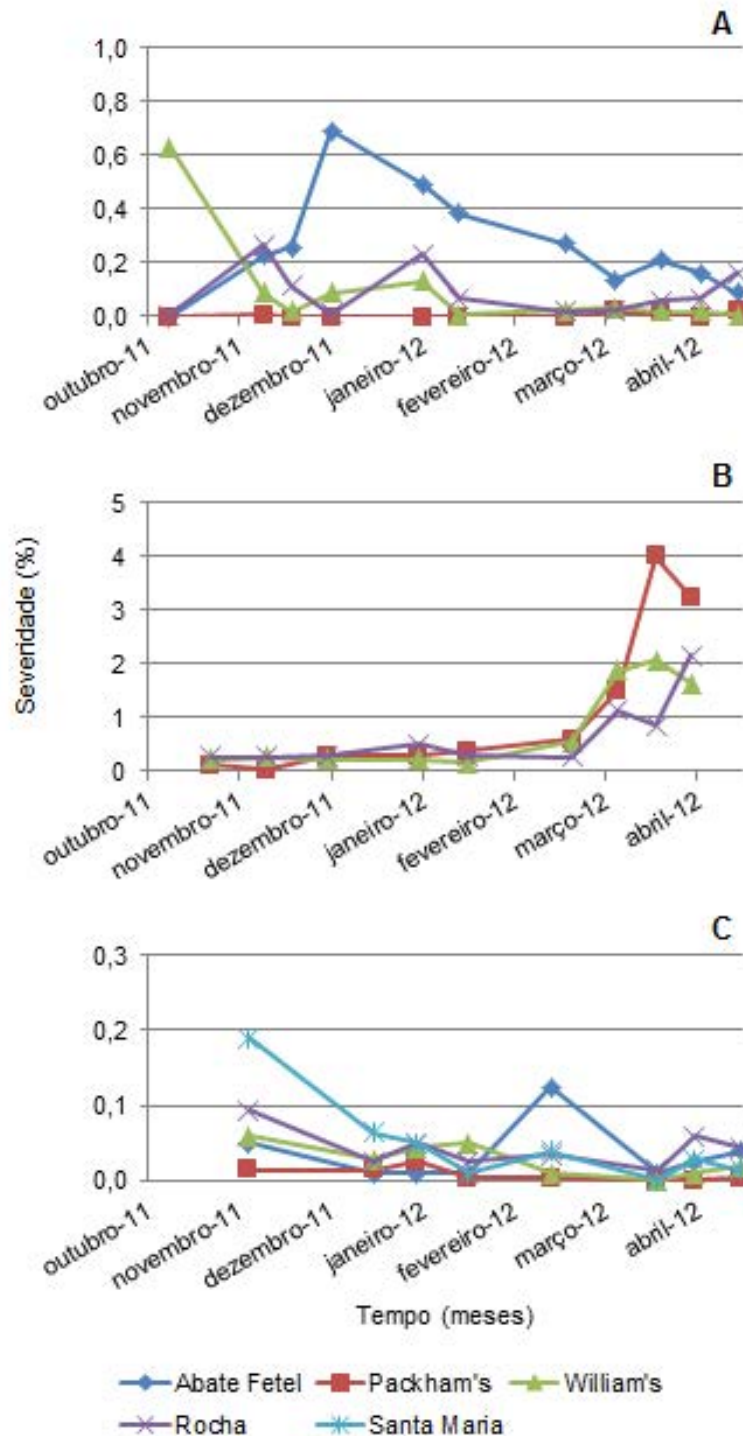 A
1,0
0,8
0,6
0,4
0,2
0,0
outubro-11
novembro-11
dezembro-11
janeiro-12
fevereiro-12
março-12
abril-12
B
Severidade (%)
5
4
3
2
1
0
outubro-11
novembro-11
dezembro-11
janeiro-12
fevereiro-12
março-12
abril-12
C
0,3
0,2
0,1
0,0
outubro-11
novembro-11
dezembro-11
janeiro-12
fevereiro-12
março-12
abril-12
Tempo (meses)
Abate Fetel Packham's William's
Rocha Santa Maria